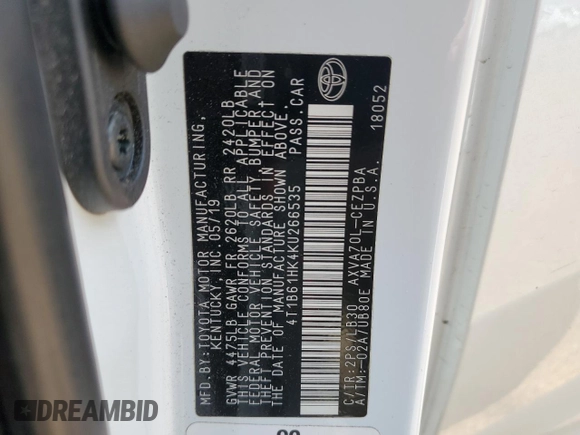 MFD. BY: TOYOTA MOTOR MANUFACTURING,
KENTUCKY, INC. 05/19
GVWR 4475LB GAWR FR 2620LB RR 2420LB
THIS VEHICLE CONFORMS TO ALL APPLICABLE
FEDERAL MOTOR VEHICLE SAFETY, BUMPER AND
THEFT PREVENTION STANDARDS IN EFFECT ON
THE DATE OF MANUFACTURE SHOWN ABOVE.
4T1B61HK4KU266535 PASS. CAR
C/TR: 2PS/LB30 AXVA70L-CEZPBA
A/TM: -02A/UB80E MADE IN U.S.A.
18052
EPICBID.COM